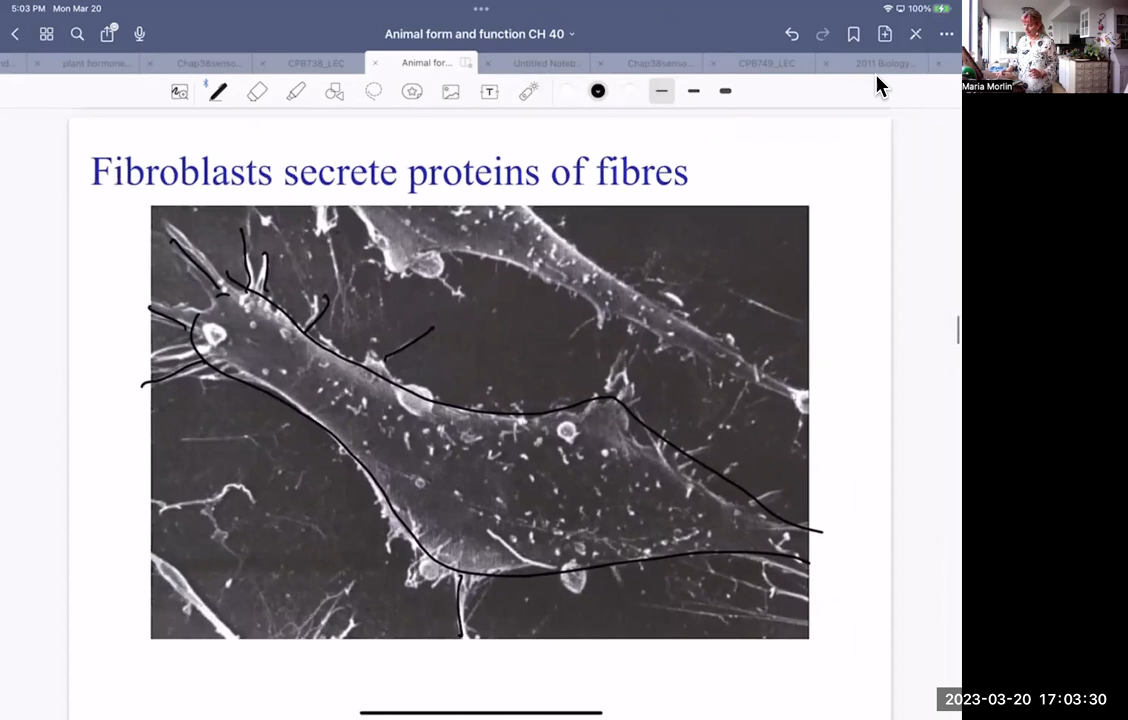 5:03 PM Mon Mar 20
100%
Animal form and function CH 40
nd...
plant hormone...
Chap38senso...
CPB738_LEC
Animal for...
Untitled Noteb...
Chap38senso...
CPB749_LEC
2011 Biology...
Maria Morlin
Fibroblasts secrete proteins of fibres
2023-03-20 17:03:30